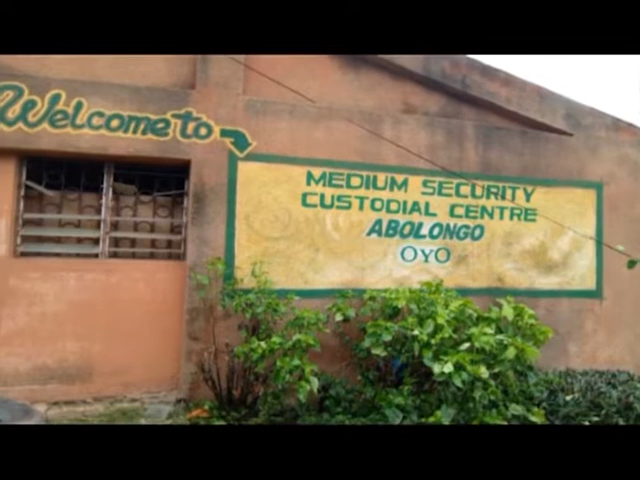 Welcome to
MEDIUM SECURITY
CUSTODIAL CENTRE
ABOLONGO
OYO